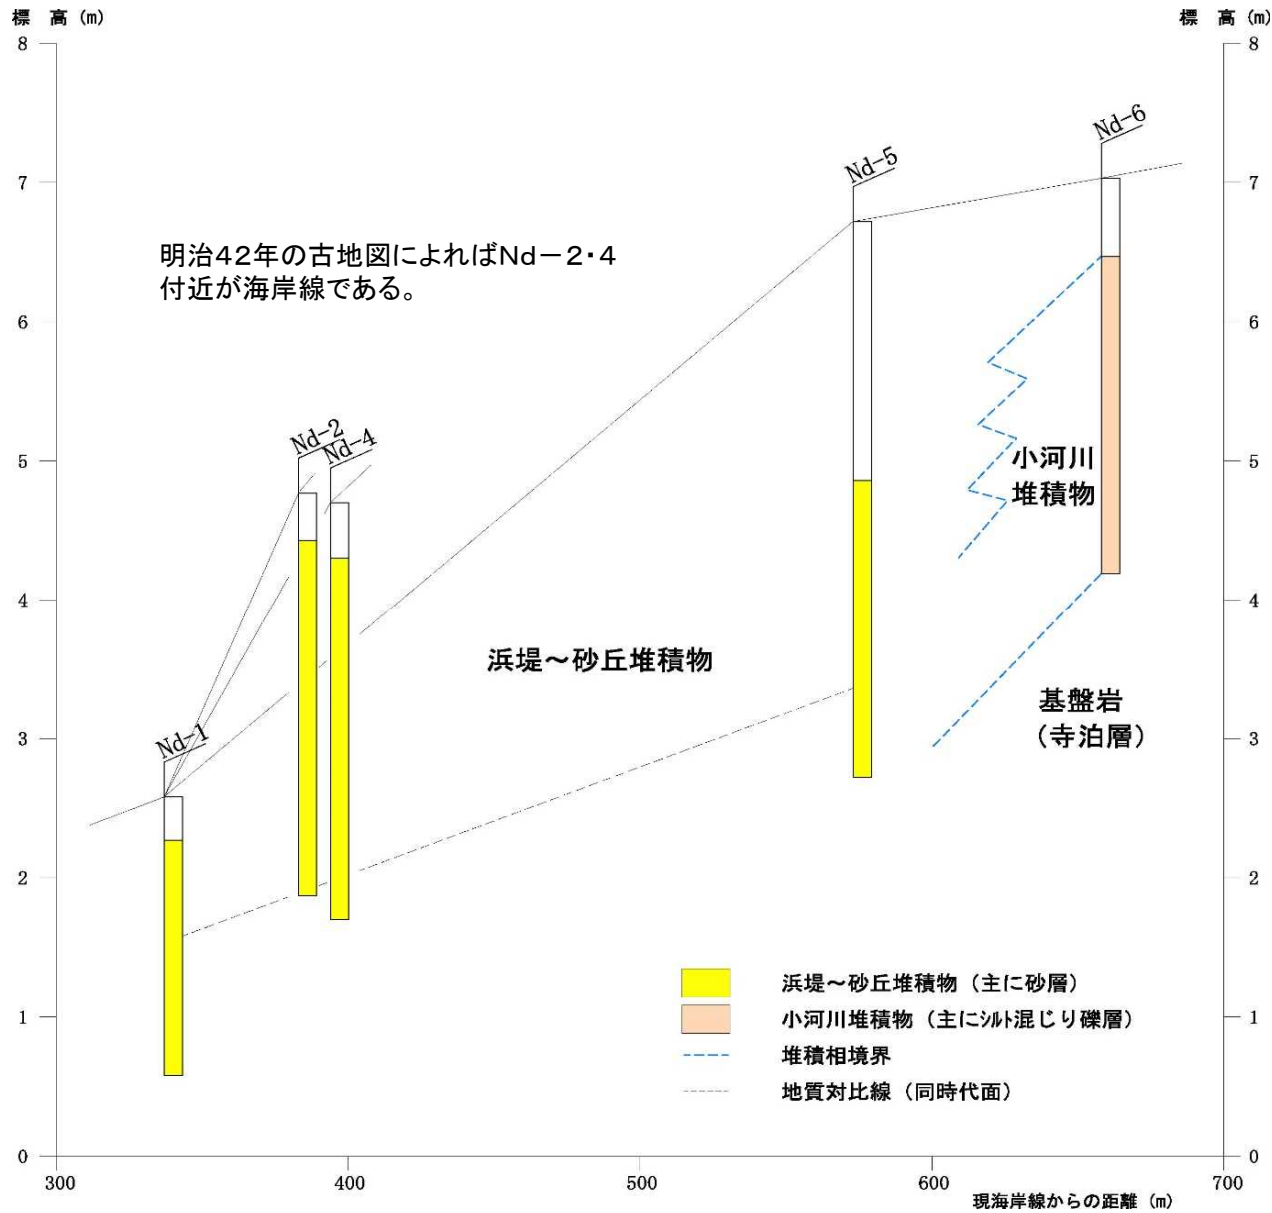 標 高 (m)
標 高 (m)
8
7
6
5
4
3
2
1
0
8
7
6
5
4
3
2
1
0
Nd-6
Nd-5
明治42年の古地図によればNd－2・4
付近が海岸線である。
Nd-2
Nd-4
小河川
堆積物
浜堤～砂丘堆積物
基盤岩
（寺泊層）
Nd-1
浜堤～砂丘堆積物（主に砂層）
小河川堆積物（主にｼﾙﾄ混じり礫層）
堆積相境界
地質対比線（同時代面）
300
400
500
600
700
現海岸線からの距離 (m)